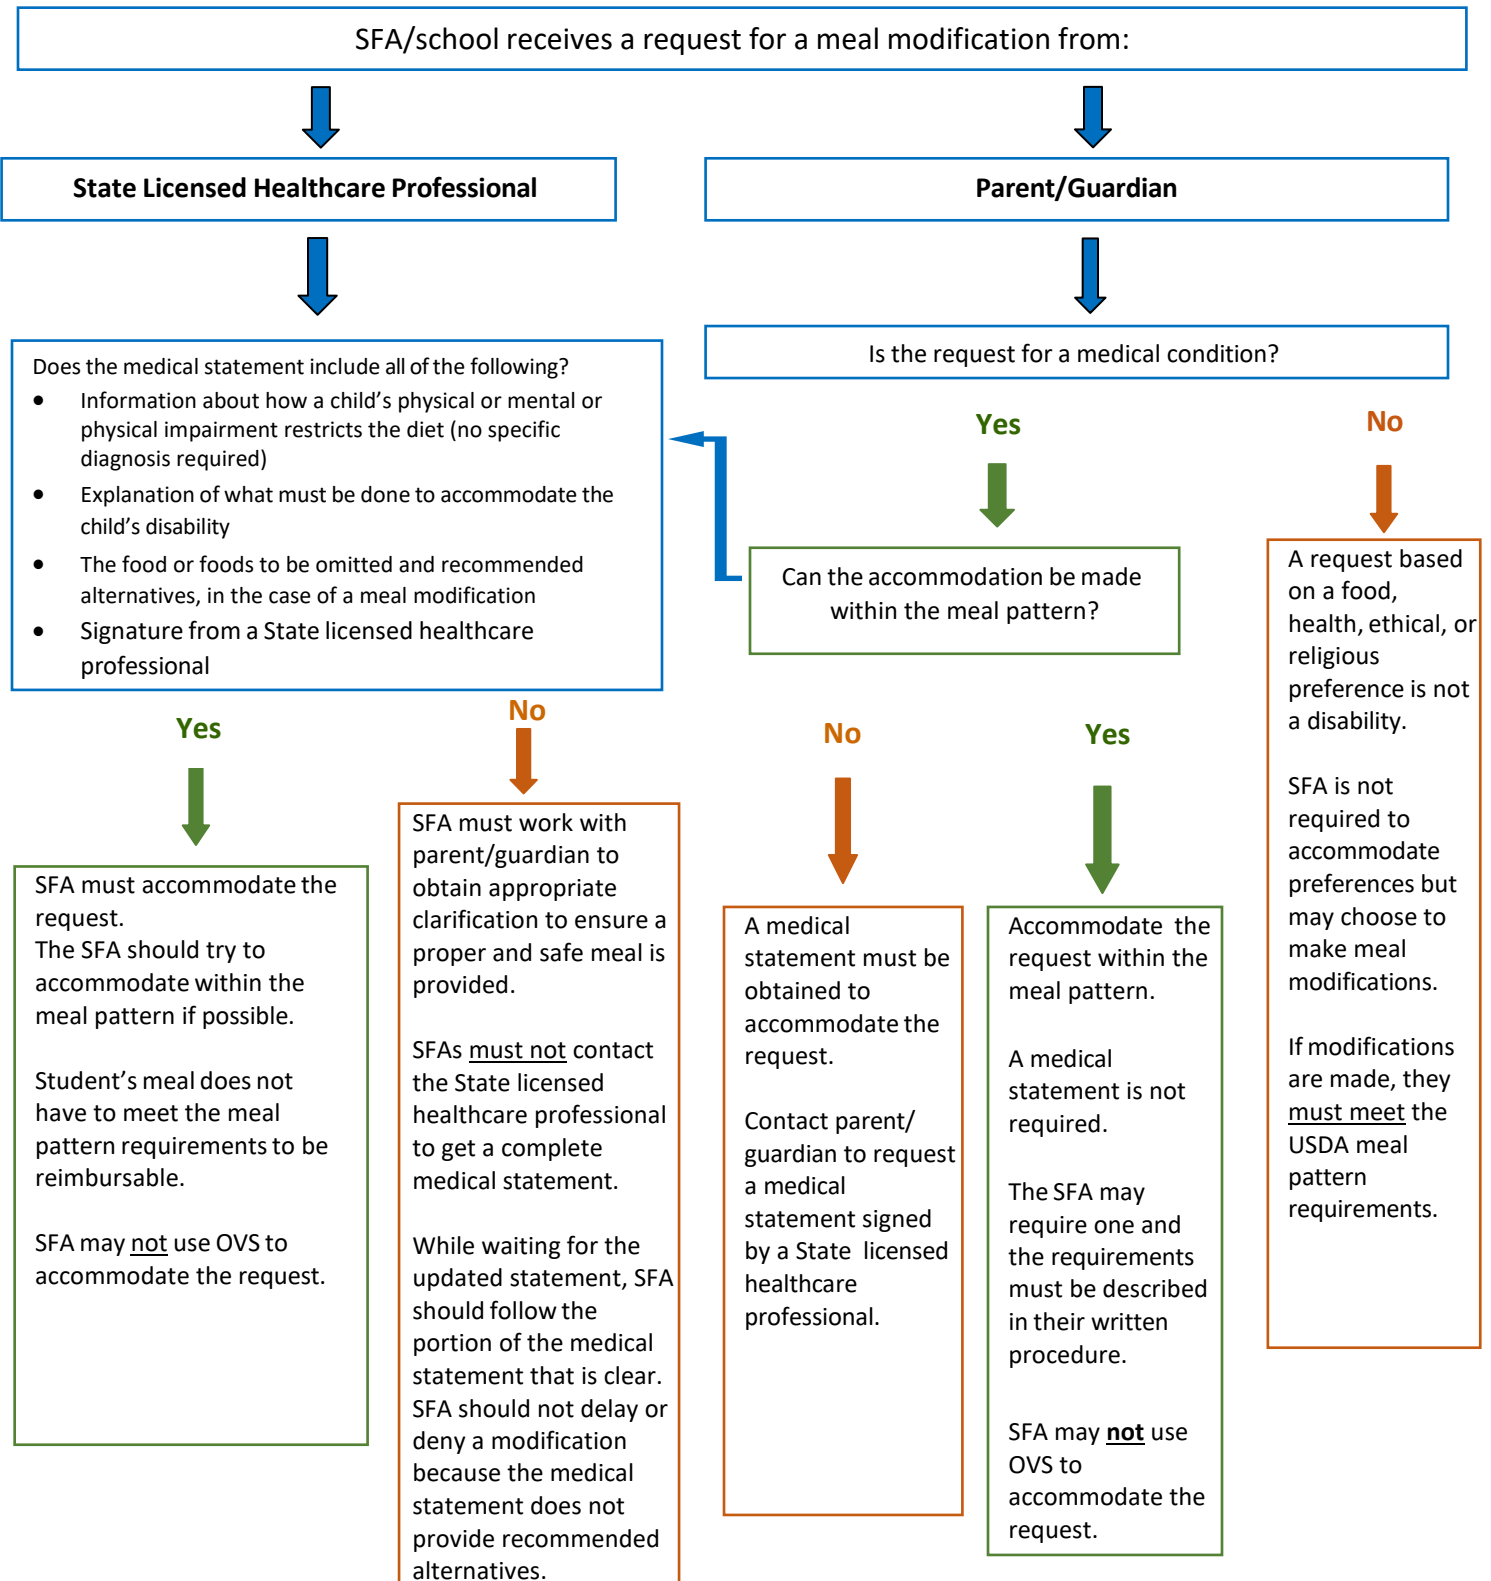 SFA/school receives a request for a meal modification from:
State Licensed Healthcare Professional
Parent/Guardian
Does the medical statement include all of the following?
• Information about how a child’s physical or mental or
physical impairment restricts the diet (no specific
diagnosis required)
• Explanation of what must be done to accommodate the
child’s disability
• The food or foods to be omitted and recommended
alternatives, in the case of a meal modification
• Signature from a State licensed healthcare
professional
Is the request for a medical condition?
Yes
No
Can the accommodation be made
within the meal pattern?
A request based
on a food,
health, ethical, or
religious
preference is not
a disability.
SFA is not
required to
accommodate
preferences but
may choose to
make meal
modifications.
If modifications
are made, they
must meet the
USDA meal
pattern
requirements.
Yes
No
No
Yes
SFA must accommodate the
request.
The SFA should try to
accommodate within the
meal pattern if possible.
Student’s meal does not
have to meet the meal
pattern requirements to be
reimbursable.
SFA may not use OVS to
accommodate the request.
SFA must work with
parent/guardian to
obtain appropriate
clarification to ensure a
proper and safe meal is
provided.
SFAs must not contact
the State licensed
healthcare professional
to get a complete
medical statement.
While waiting for the
updated statement, SFA
should follow the
portion of the medical
statement that is clear.
SFA should not delay or
deny a modification
because the medical
statement does not
provide recommended
alternatives.
A medical
statement must be
obtained to
accommodate the
request.
Contact parent/
guardian to request
a medical
statement signed
by a State licensed
healthcare
professional.
Accommodate the
request within the
meal pattern.
A medical
statement is not
required.
The SFA may
require one and
the requirements
must be described
in their written
procedure.
SFA may not use
OVS to
accommodate the
request.